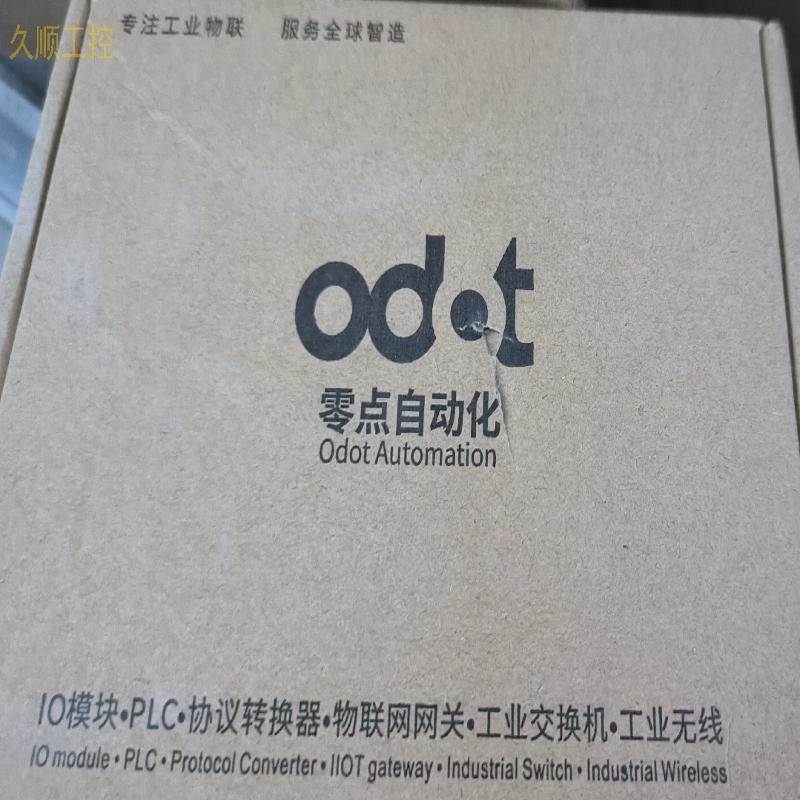 久顺工控
专注工业物联 服务全球智造
odot
零点自动化
Odot Automation
IO模块•PLC•协议转换器•物联网网关•工业交换机•工业无线
IO module • PLC • Protocol Converter • IIOT gateway • Industrial Switch • Industrial Wireless